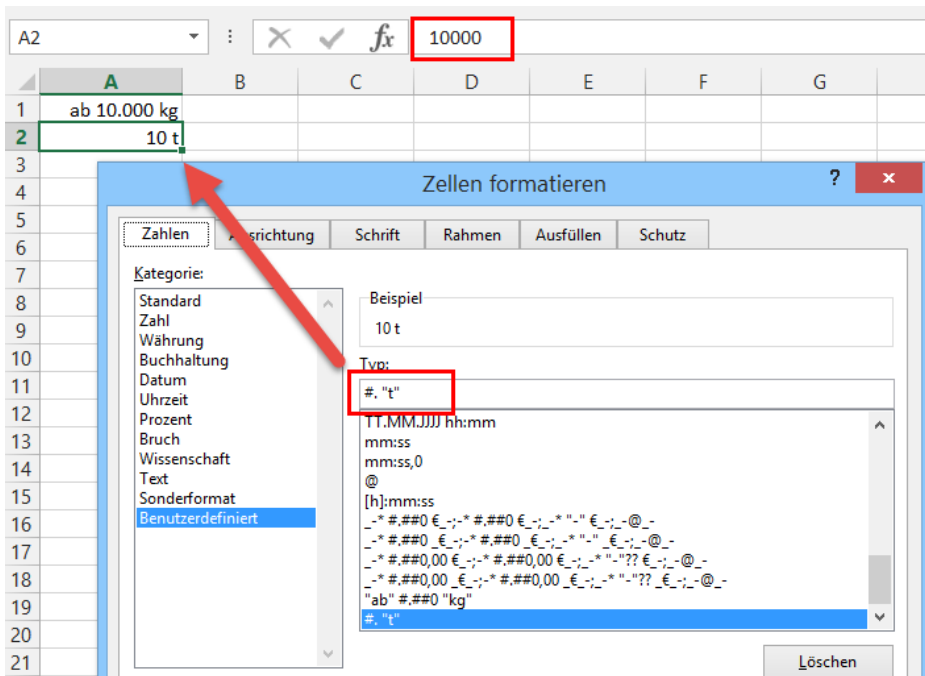 A2
fx
10000
A B C D E F G
1 ab 10.000 kg
2 10 t
3
4
Zellen formatieren ? ×
5
Zahlen Ausrichtung Schrift Rahmen Ausfüllen Schutz
6
7 Kategorie:
8 Standard Beispiel
Zahl
9 10 t
Währung
10 Buchhaltung Typ:
Datum
11 Uhrzeit #. "t"
12 Prozent TT.MM.JJJJ hh:mm
13 Bruch mm:ss
Wissenschaft mm:ss,0
14 Text @
15 Sonderformat [h]:mm:ss
16 Benutzerdefiniert _-* #.##0 €_-;-* #.##0 €_-;_-* "-" €_-;_-@_-
_-* #.##0 _€_-;-* #.##0 _€_-;_-* "-" _€_-;_-@_-
17 _-* #.##0,00 €_-;-* #.##0,00 €_-;_-* "-"?? €_-;_-@_-
18 _-* #.##0,00 _€_-;-* #.##0,00 _€_-;_-* "-"?? _€_-;_-@_-
19 "ab" #.##0 "kg"
20 #. "t"
21 Löschen